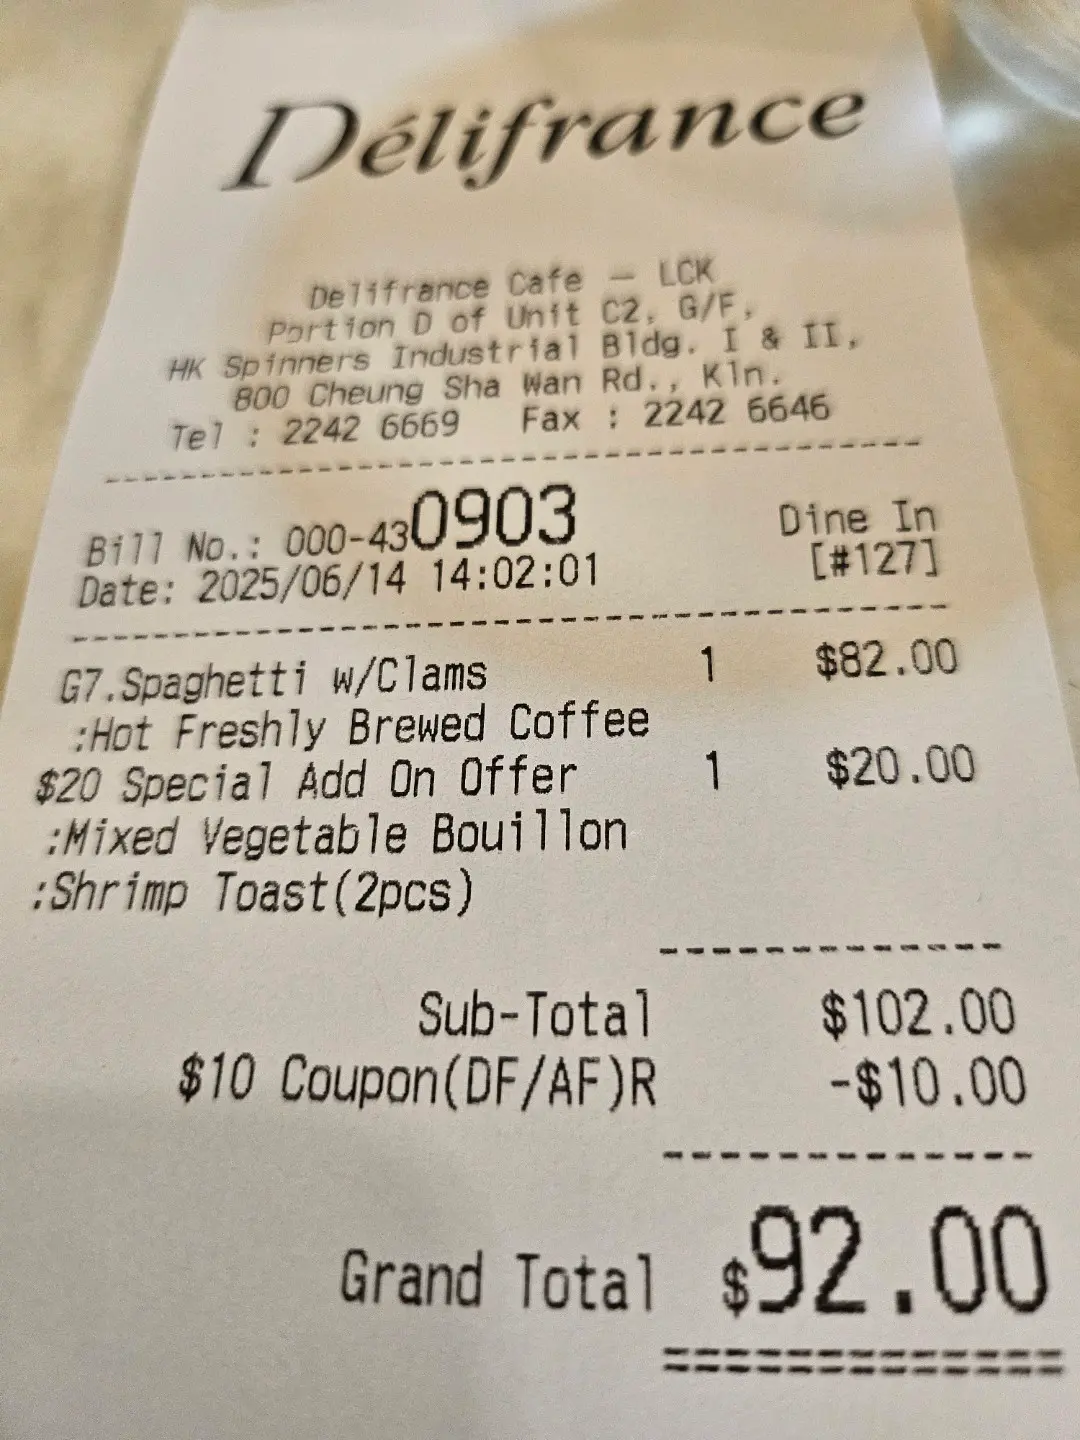 Délifrance
Delifrance Cafe – LCK
Portion D of Unit C2, G/F,
HK Spinners Industrial Bldg. I & II,
800 Cheung Sha Wan Rd., Kln.
Tel : 2242 6669 Fax : 2242 6646
Bill No.: 000-430903 Dine In
Date: 2025/06/14 14:02:01 [#127]
G7.Spaghetti w/Clams 1 $82.00
:Hot Freshly Brewed Coffee
$20 Special Add On Offer 1 $20.00
:Mixed Vegetable Bouillon
:Shrimp Toast(2pcs)
Sub-Total $102.00
$10 Coupon(DF/AF)R -$10.00
Grand Total $92.00